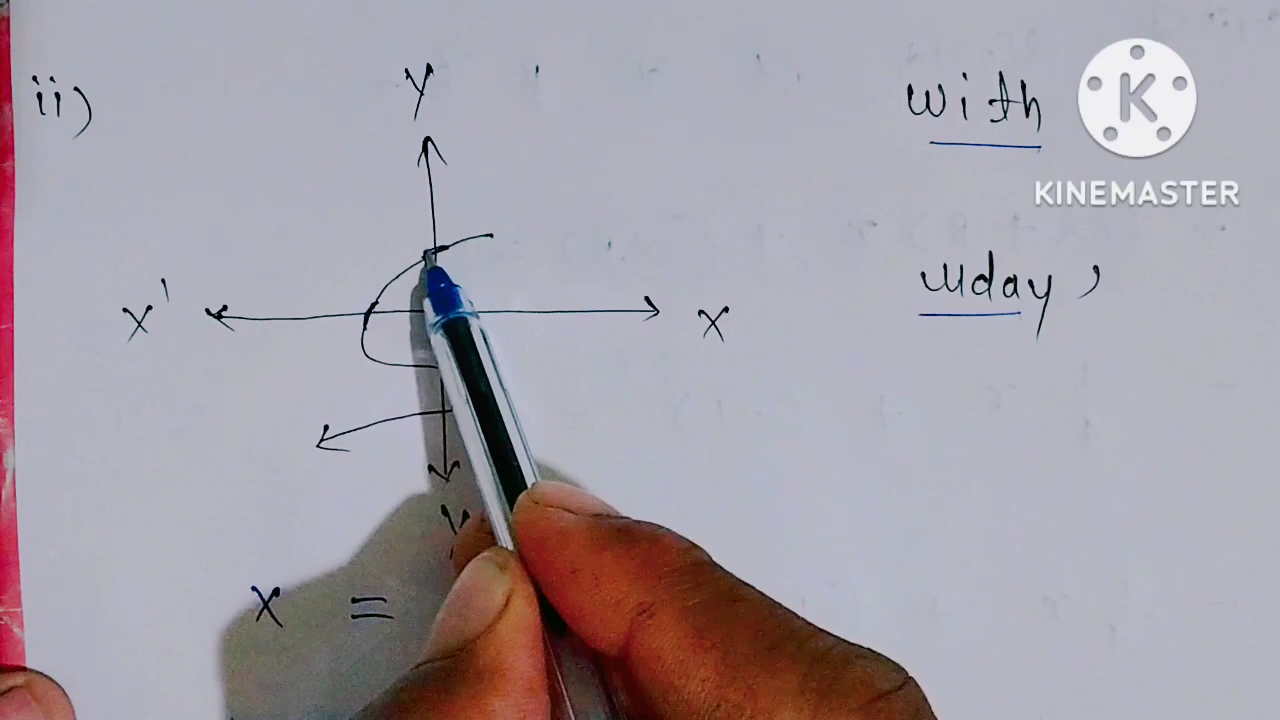 ii)
y
with
KINEMASTER
uday,
x'
x
x =